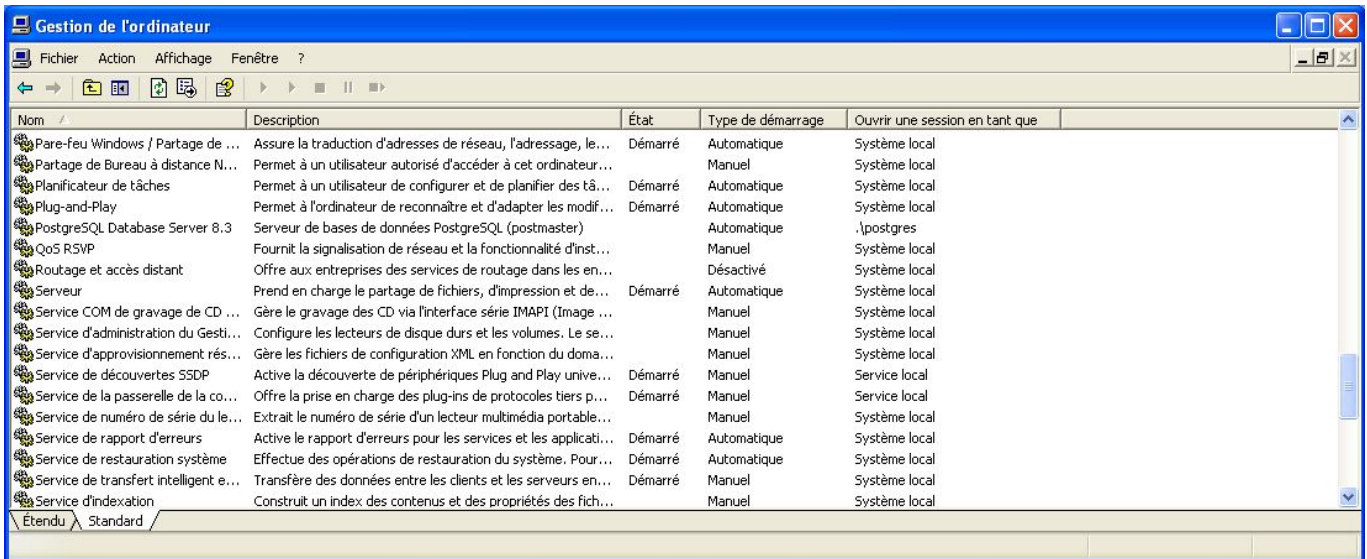 Gestion de l'ordinateur
Fichier Action Affichage Fenêtre ?
Nom Description État Type de démarrage Ouvrir une session en tant que
Pare-feu Windows / Partage de ... Assure la traduction d'adresses de réseau, l'adressage, le... Démarré Automatique Système local
Partage de Bureau à distance N... Permet à un utilisateur autorisé d'accéder à cet ordinateur... Manuel Système local
Planificateur de tâches Permet à un utilisateur de configurer et de planifier des tâ... Démarré Automatique Système local
Plug-and-Play Permet à l'ordinateur de reconnaître et d'adapter les modif... Démarré Automatique Système local
PostgreSQL Database Server 8.3 Serveur de bases de données PostgreSQL (postmaster) Automatique .\postgres
QoS RSVP Fournit la signalisation de réseau et la fonctionnalité d'inst... Manuel Système local
Routage et accès distant Offre aux entreprises des services de routage dans les en... Désactivé Système local
Serveur Prend en charge le partage de fichiers, d'impression et de... Démarré Automatique Système local
Service COM de gravage de CD ... Gère le gravage des CD via l'interface série IMAPI (Image ... Manuel Système local
Service d'administration du Gesti... Configure les lecteurs de disque durs et les volumes. Le se... Manuel Système local
Service d'approvisionnement rés... Gère les fichiers de configuration XML en fonction du doma... Manuel Système local
Service de découvertes SSDP Active la découverte de périphériques Plug and Play unive... Démarré Manuel Service local
Service de la passerelle de la co... Offre la prise en charge des plug-ins de protocoles tiers p... Démarré Manuel Service local
Service de numéro de série du le... Extrait le numéro de série d'un lecteur multimédia portable... Manuel Système local
Service de rapport d'erreurs Active le rapport d'erreurs pour les services et les applicati... Démarré Automatique Système local
Service de restauration système Effectue des opérations de restauration du système. Pour... Démarré Automatique Système local
Service de transfert intelligent e... Transfère des données entre les clients et les serveurs en... Démarré Manuel Système local
Service d'indexation Construit un index des contenus et des propriétés des fich... Manuel Système local
Étendu Standard